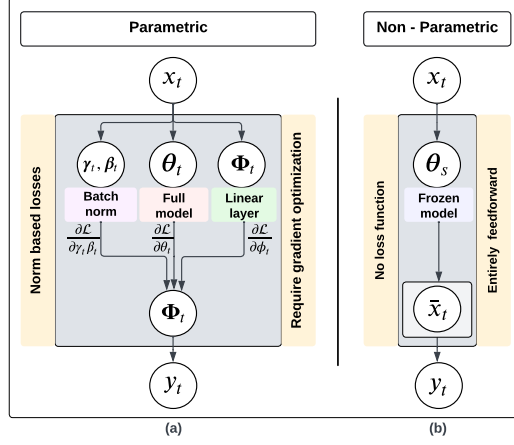 Parametric
Non - Parametric
x_t
x_t
Norm based losses
γ_t, β_t
θ_t
Φ_t
Require gradient optimization
Batch norm
Full model
Linear layer
∂ℒ/∂γ_t β_t
∂ℒ/∂θ_t
∂ℒ/∂ϕ_t
Φ_t
y_t
No loss function
θ_s
Frozen model
Entirely feedforward
x̄_t
y_t
(a)
(b)